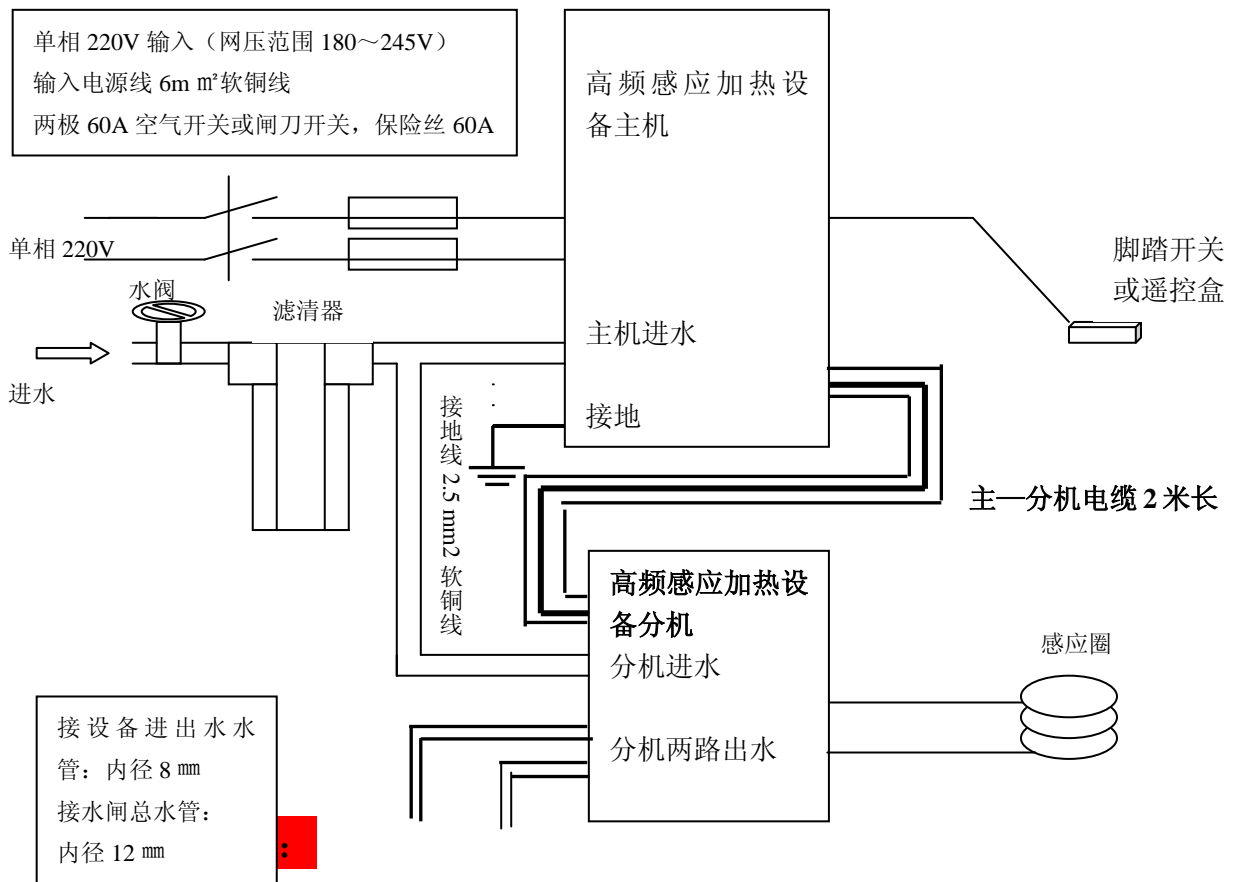 单相 220V 输入（网压范围 180～245V）
输入电源线 6m ㎡软铜线
两极 60A 空气开关或闸刀开关，保险丝 60A
高频感应加热设
备主机
单相 220V
脚踏开关
或遥控盒
水阀
滤清器
主机进水
进水
接地
接地线 2.5 mm2 软铜线
主—分机电缆 2 米长
高频感应加热设
备分机
分机进水
感应圈
分机两路出水
接设备进出水水
管：内径 8 ㎜
接水闸总水管：
内径 12 ㎜
: